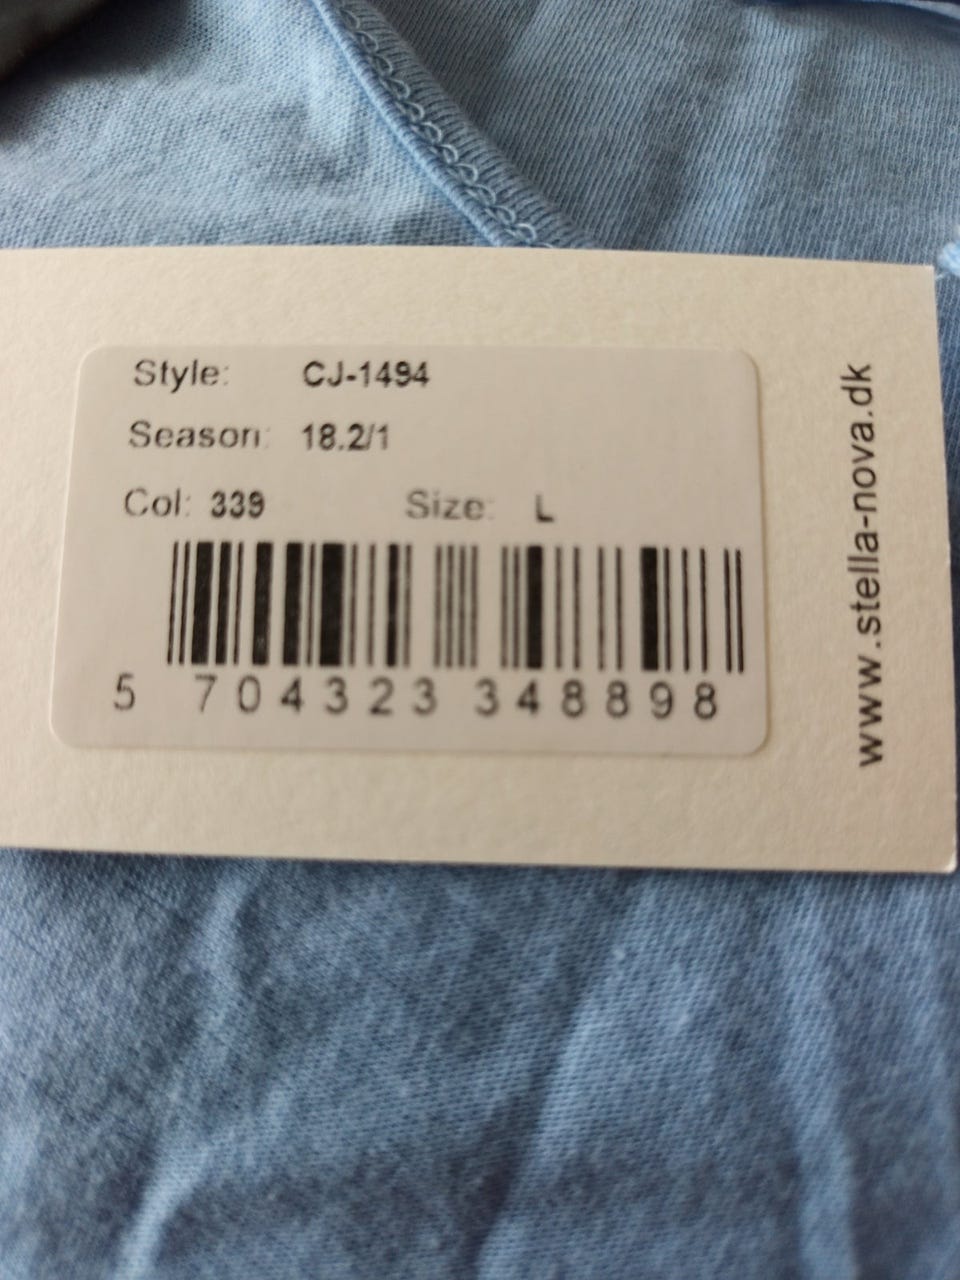 Style: CJ-1494
Season: 18.2/1
Col: 339 Size: L
5 704323 348898
www.stella-nova.dk